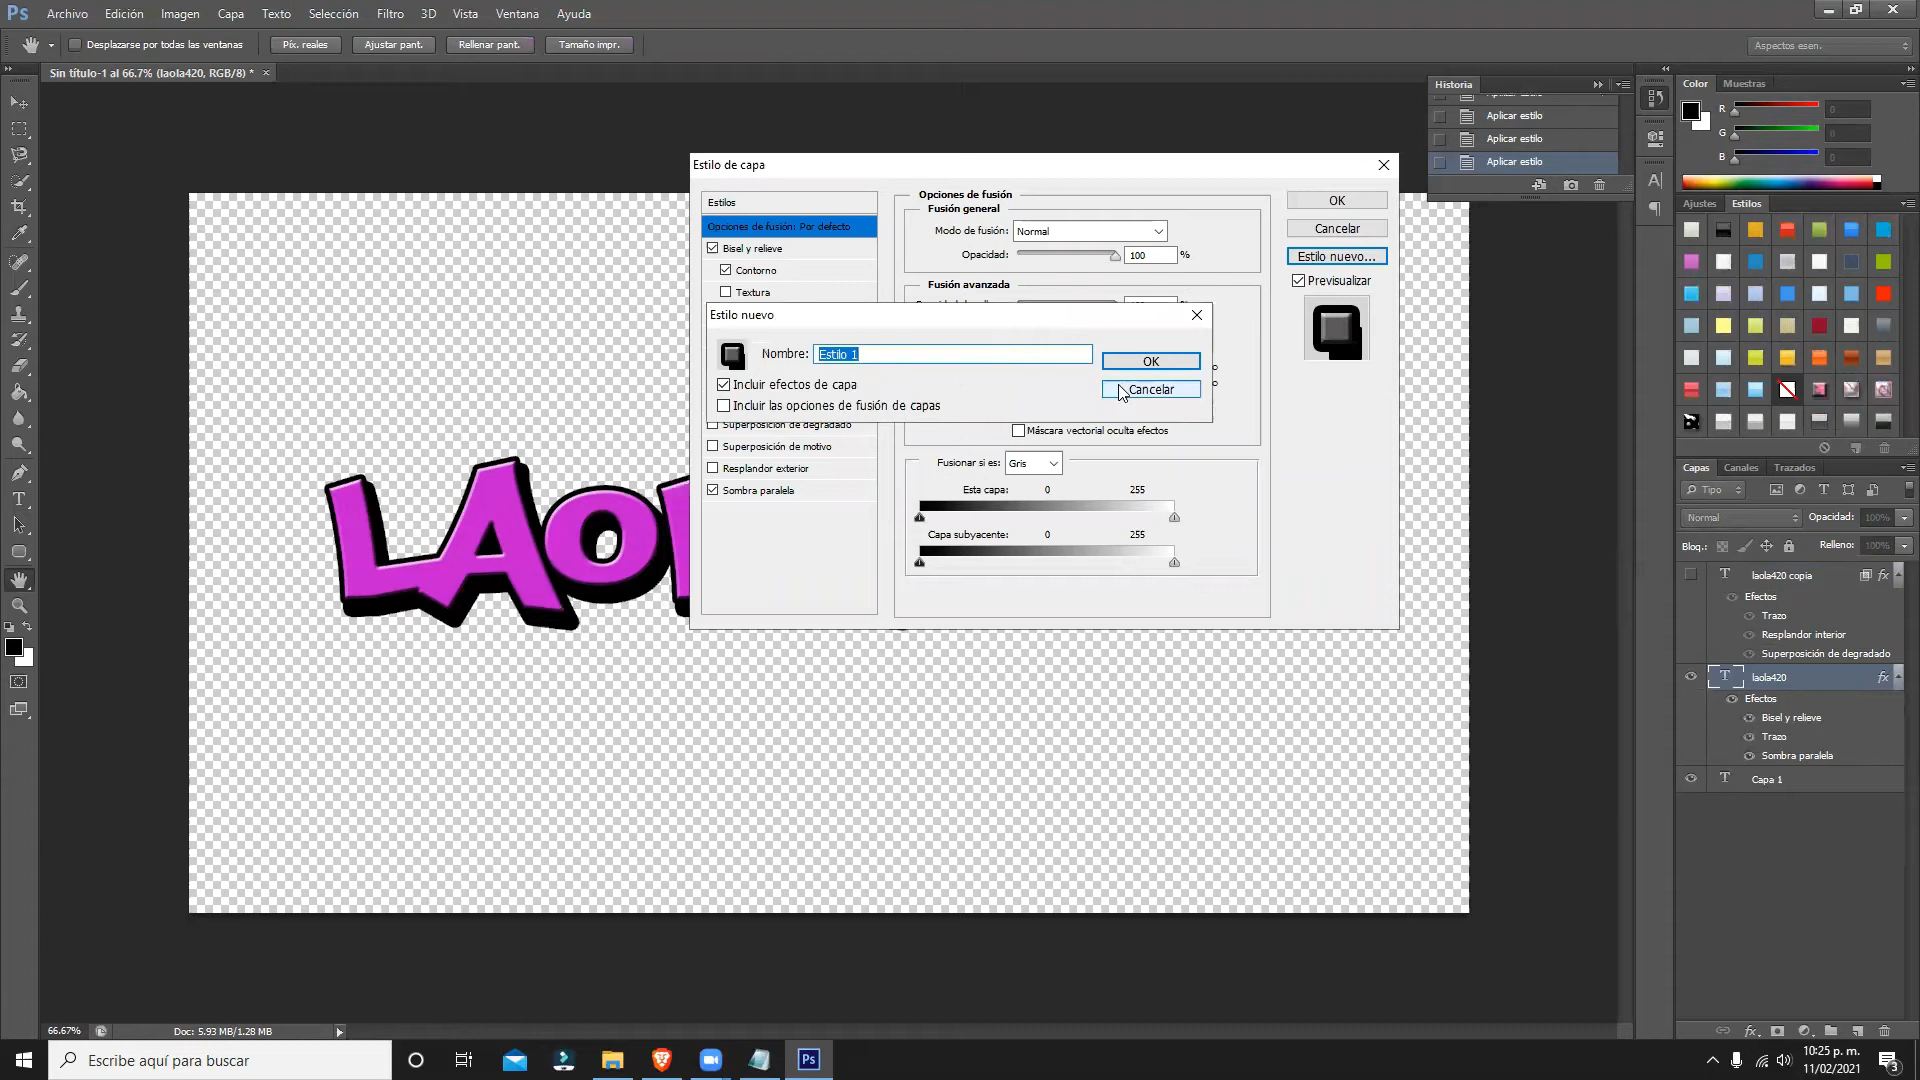 Ps Archivo Edición Imagen Capa Texto Selección Filtro 3D Vista Ventana Ayuda
Desplazarse por todas las ventanas Píx. reales Ajustar pant. Rellenar pant. Tamaño impr. Aspectos esen.
Sin título-1 al 66.7% (laola420, RGB/8) * ×
Historia
Aplicar estilo
Aplicar estilo
Aplicar estilo
Color Muestras
R 0
G 0
B 0
Ajustes Estilos
Estilo de capa
Estilos
Opciones de fusión: Por defecto
Bisel y relieve
Contorno
Textura
Superposición de degradado
Superposición de motivo
Resplandor exterior
Sombra paralela
Opciones de fusión
Fusión general
Modo de fusión: Normal
Opacidad: 100 %
Fusión avanzada
Máscara vectorial oculta efectos
Fusionar si es: Gris
Esta capa: 0 255
Capa subyacente: 0 255
OK
Cancelar
Estilo nuevo...
Previsualizar
Estilo nuevo
Nombre: Estilo 1
Incluir efectos de capa
Incluir las opciones de fusión de capas
OK
Cancelar
LAoL
Capas Canales Trazados
Tipo
Normal Opacidad: 100%
Bloq.: Relleno: 100%
T laola420 copia fx
Efectos
Trazo
Resplandor interior
Superposición de degradado
T laola420 fx
Efectos
Bisel y relieve
Trazo
Sombra paralela
T Capa 1
66.67% Doc: 5.93 MB/1.28 MB
Escribe aquí para buscar
Ps
10:25 p. m.
11/02/2021
3